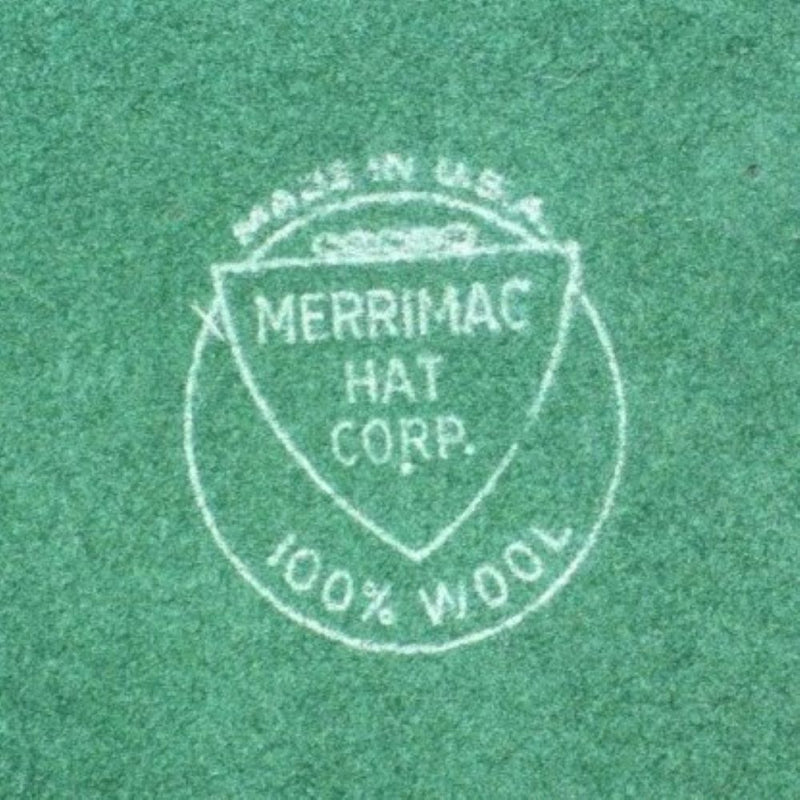 MADE IN U.S.A.
MERRIMAC
HAT
CORP.
100% WOOL